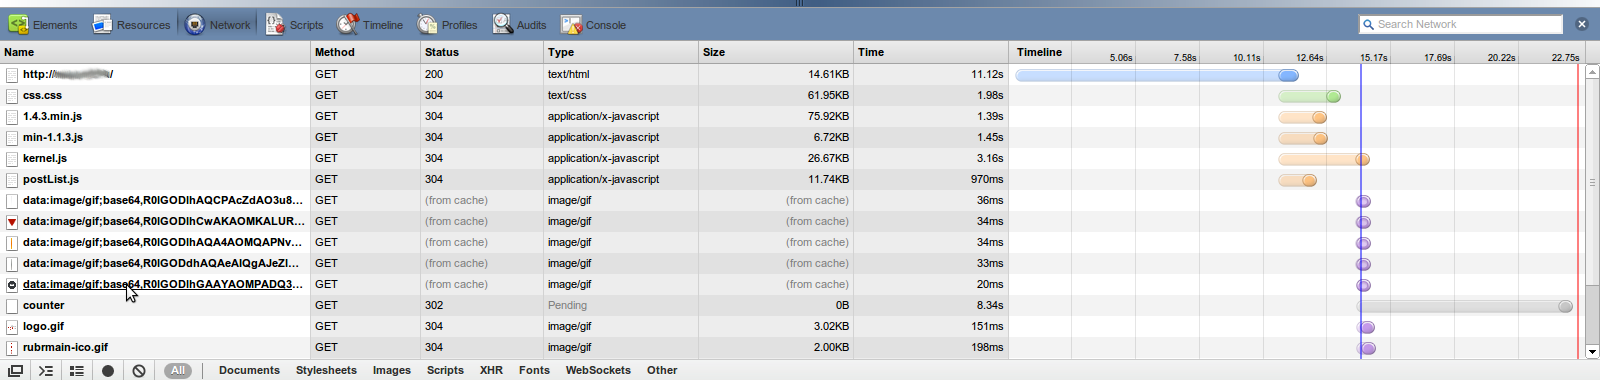 Elements Resources Network Scripts Timeline Profiles Audits Console Search Network
Name Method Status Type Size Time Timeline 5.06s 7.58s 10.11s 12.64s 15.17s 17.69s 20.22s 22.75s
http:// / GET 200 text/html 14.61KB 11.12s
css.css GET 304 text/css 61.95KB 1.98s
1.4.3.min.js GET 304 application/x-javascript 75.92KB 1.39s
min-1.1.3.js GET 304 application/x-javascript 6.72KB 1.45s
kernel.js GET 304 application/x-javascript 26.67KB 3.16s
postList.js GET 304 application/x-javascript 11.74KB 970ms
data:image/gif;base64,R0lGODlhAQCPAcZdAO3u8... GET (from cache) image/gif (from cache) 36ms
data:image/gif;base64,R0lGODlhCwAKAOMKALUR... GET (from cache) image/gif (from cache) 34ms
data:image/gif;base64,R0lGODlhAQA4AOMQAPNv... GET (from cache) image/gif (from cache) 34ms
data:image/gif;base64,R0lGODdhAQAeAIQgAJeZl... GET (from cache) image/gif (from cache) 33ms
data:image/gif;base64,R0lGODlhGAAYAOMPADQ3... GET (from cache) image/gif (from cache) 20ms
counter GET 302 Pending 0B 8.34s
logo.gif GET 304 image/gif 3.02KB 151ms
rubrmain-ico.gif GET 304 image/gif 2.00KB 198ms
All Documents Stylesheets Images Scripts XHR Fonts WebSockets Other